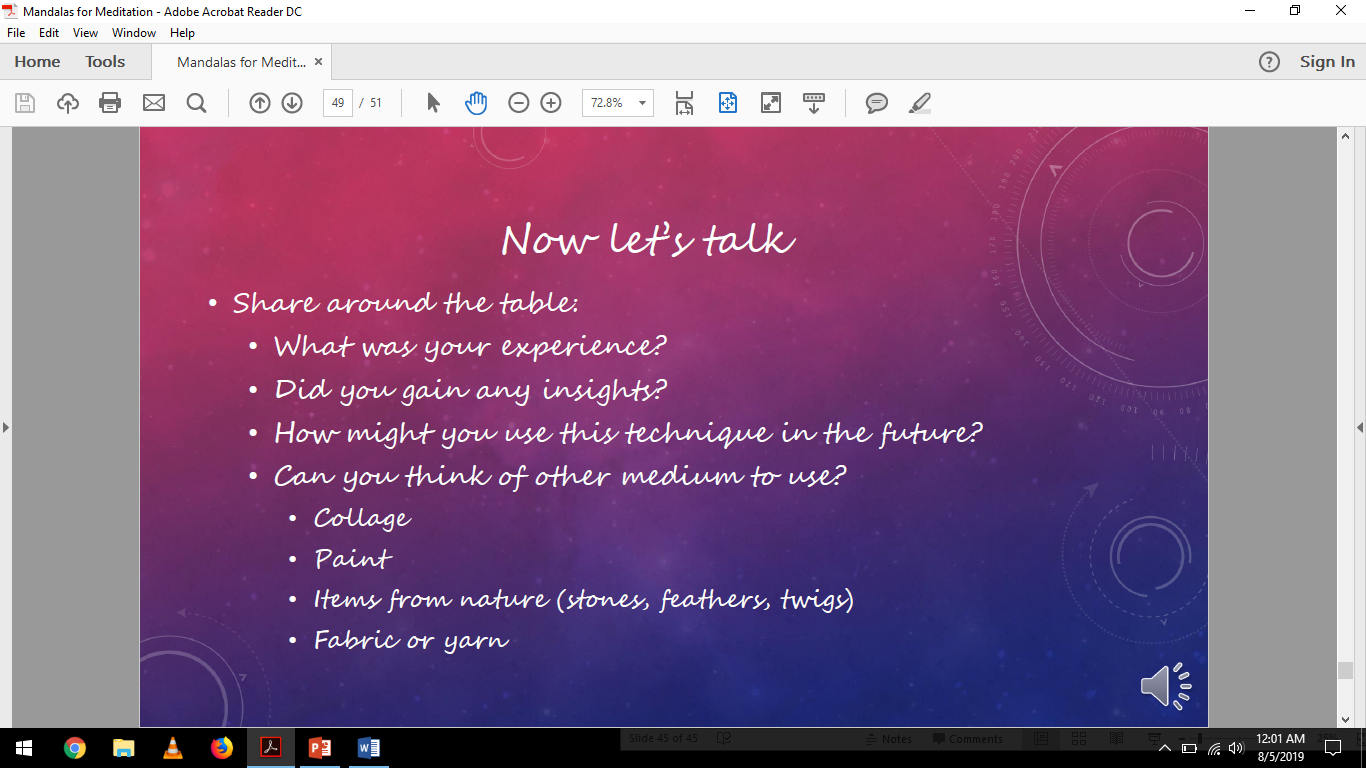 Mandalas for Meditation - Adobe Acrobat Reader DC
File Edit View Window Help
Home Tools Mandalas for Medit... × Sign In
49 / 51 72.8%
Now let's talk
• Share around the table:
• What was your experience?
• Did you gain any insights?
• How might you use this technique in the future?
• Can you think of other medium to use?
• Collage
• Paint
• Items from nature (stones, feathers, twigs)
• Fabric or yarn
Slide 45 of 45 Notes Comments
12:01 AM
8/5/2019